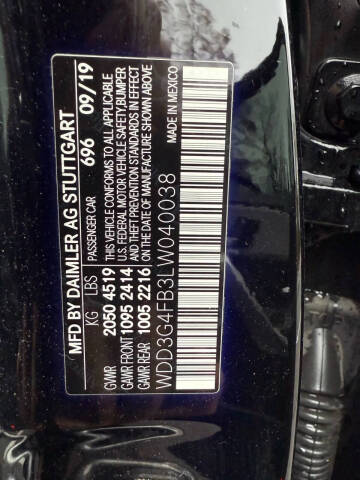 MFD BY DAIMLER AG STUTTGART
PASSENGER CAR 696 09/19
KG LBS
GVWR 2050 4519
GAWR FRONT 1095 2414
GAWR REAR 1005 2216
THIS VEHICLE CONFORMS TO ALL APPLICABLE
U.S. FEDERAL MOTOR VEHICLE SAFETY,BUMPER
AND THEFT PREVENTION STANDARDS IN EFFECT
ON THE DATE OF MANUFACTURE SHOWN ABOVE
MADE IN MEXICO
WDD3G4FB3LW040038